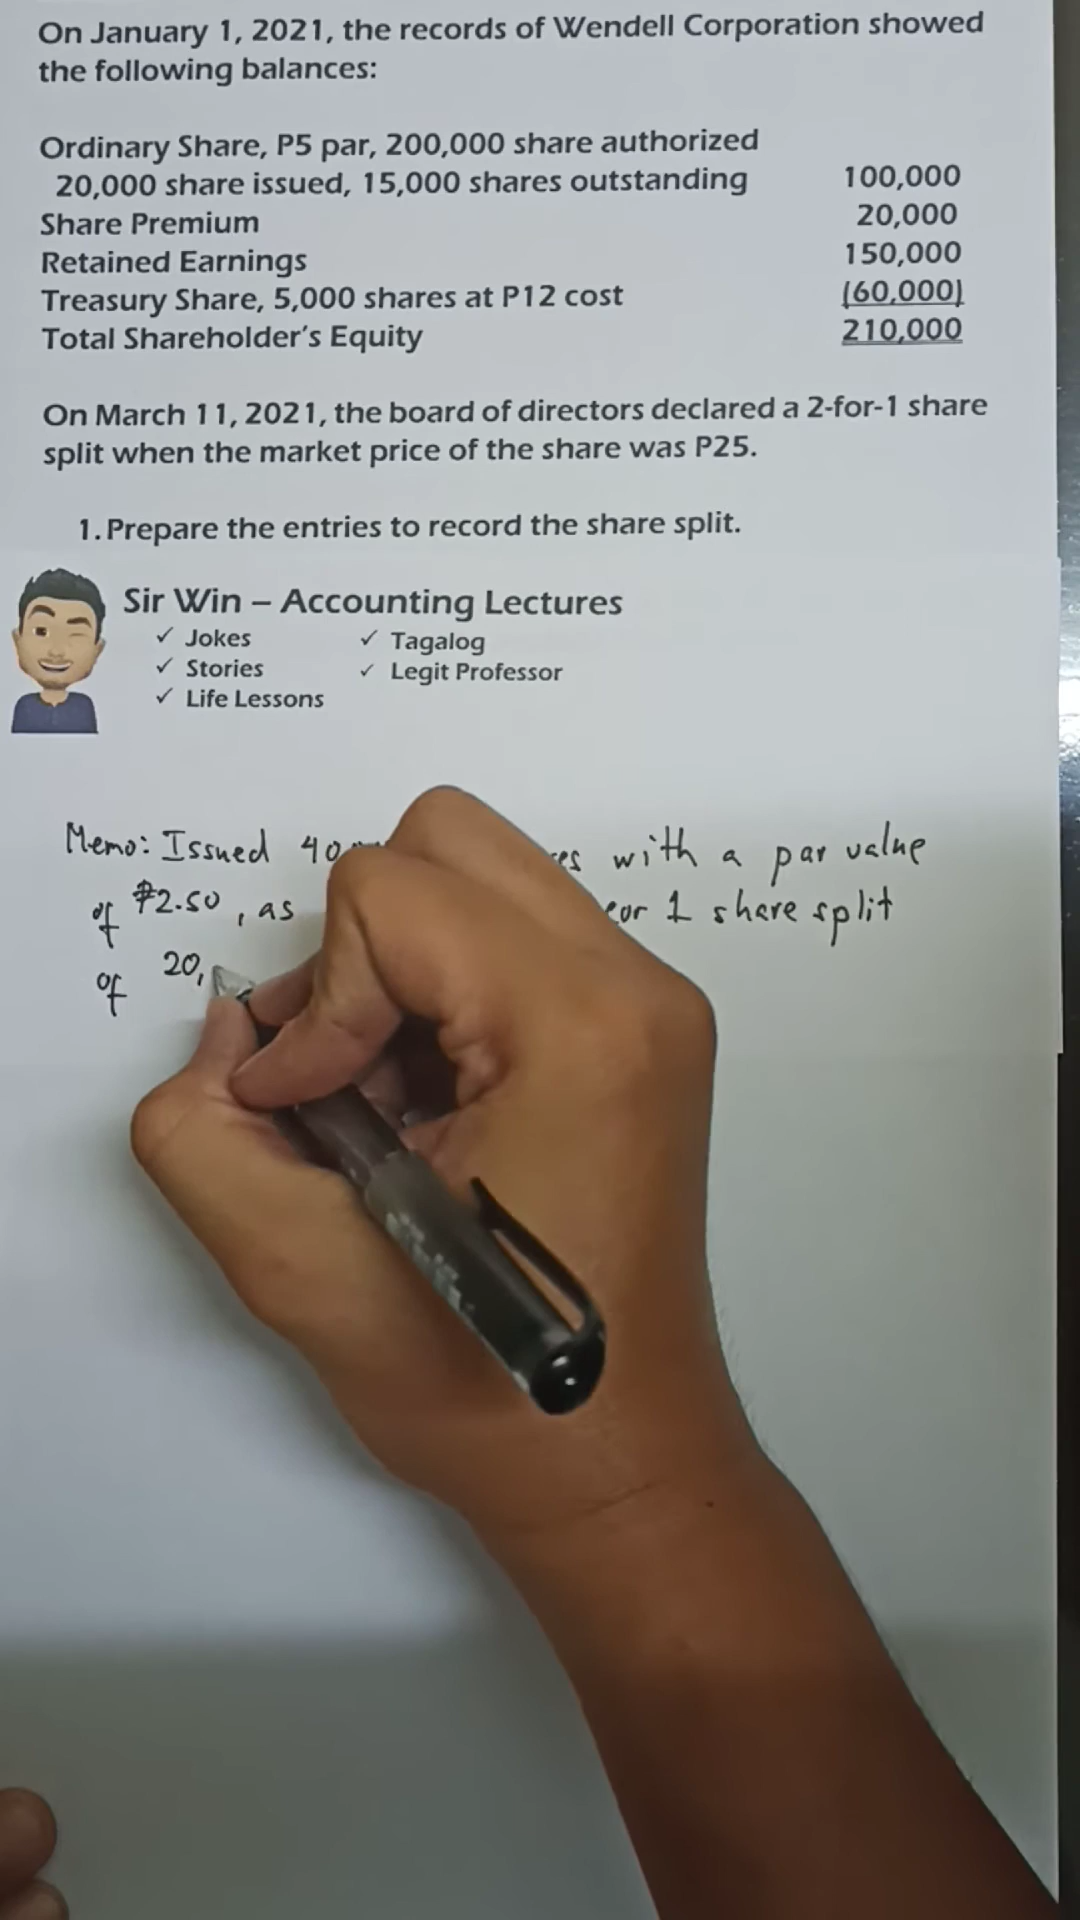 On January 1, 2021, the records of Wendell Corporation showed
the following balances:
Ordinary Share, P5 par, 200,000 share authorized
20,000 share issued, 15,000 shares outstanding 100,000
Share Premium 20,000
Retained Earnings 150,000
Treasury Share, 5,000 shares at P12 cost (60,000)
Total Shareholder's Equity 210,000
On March 11, 2021, the board of directors declared a 2-for-1 share
split when the market price of the share was P25.
1. Prepare the entries to record the share split.
Sir Win – Accounting Lectures
✓ Jokes ✓ Tagalog
✓ Stories ✓ Legit Professor
✓ Life Lessons
Memo: Issued 40 with a par value
of ₱2.50, as 1 share split
of 20,